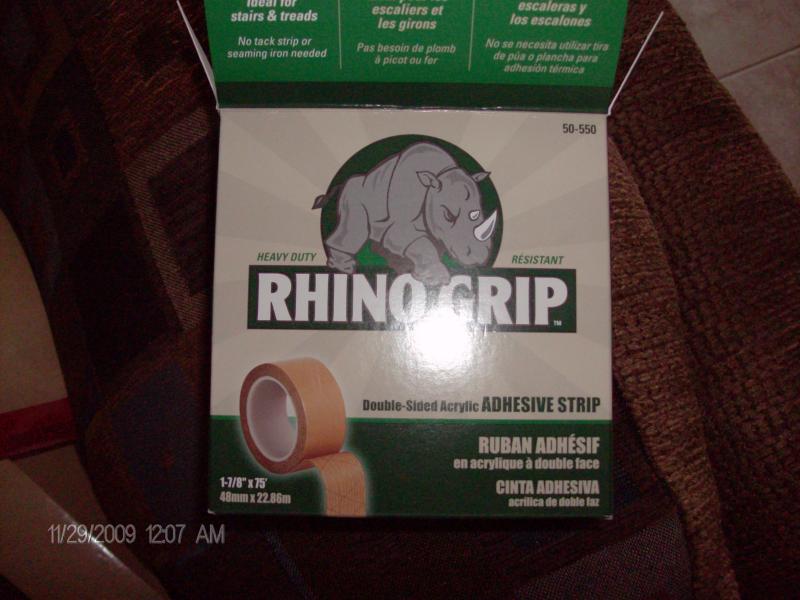 Ideal for
stairs & treads
No tack strip or
seaming iron needed
escaliers et
les girons
Pas besoin de plomb
à picot ou fer
escaleras y
los escalones
No se necesita utilizar tira
de púa o plancha para
adhesión térmica
50-550
HEAVY DUTY
RÉSISTANT
RHINO GRIP™
Double-Sided Acrylic ADHESIVE STRIP
RUBAN ADHÉSIF
en acrylique à double face
CINTA ADHESIVA
acrílica de doble faz
1-7/8" x 75'
48mm x 22.86m
11/29/2009 12:07 AM